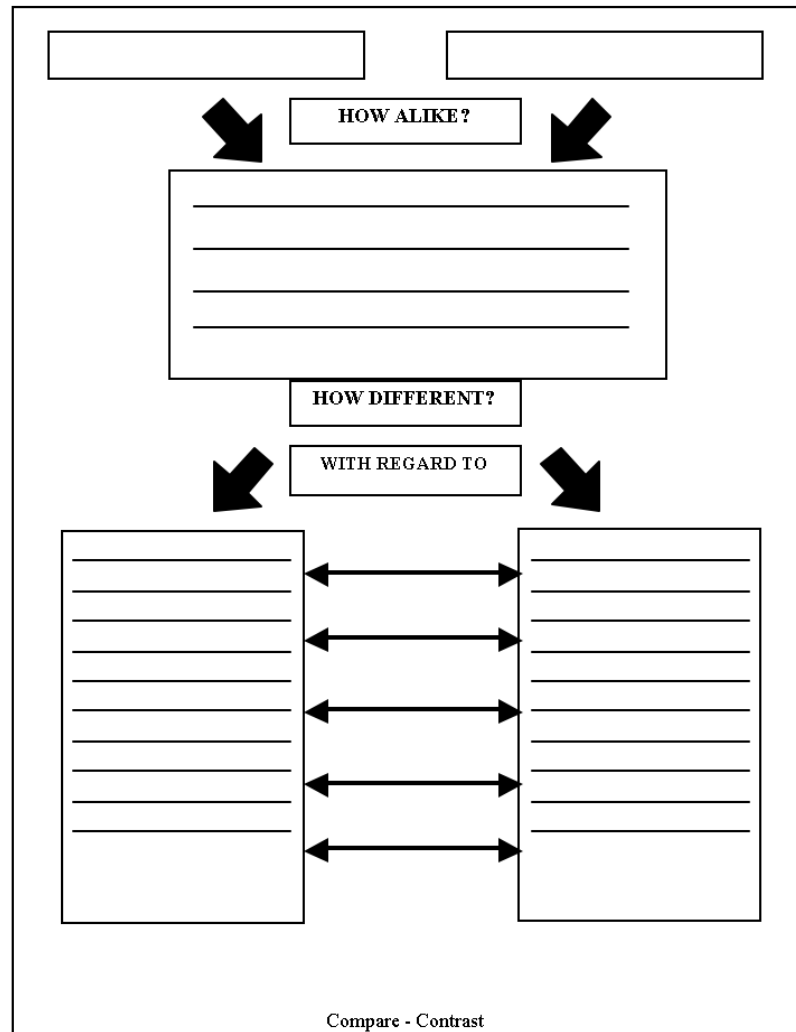 HOW ALIKE?
HOW DIFFERENT?
WITH REGARD TO
Compare - Contrast